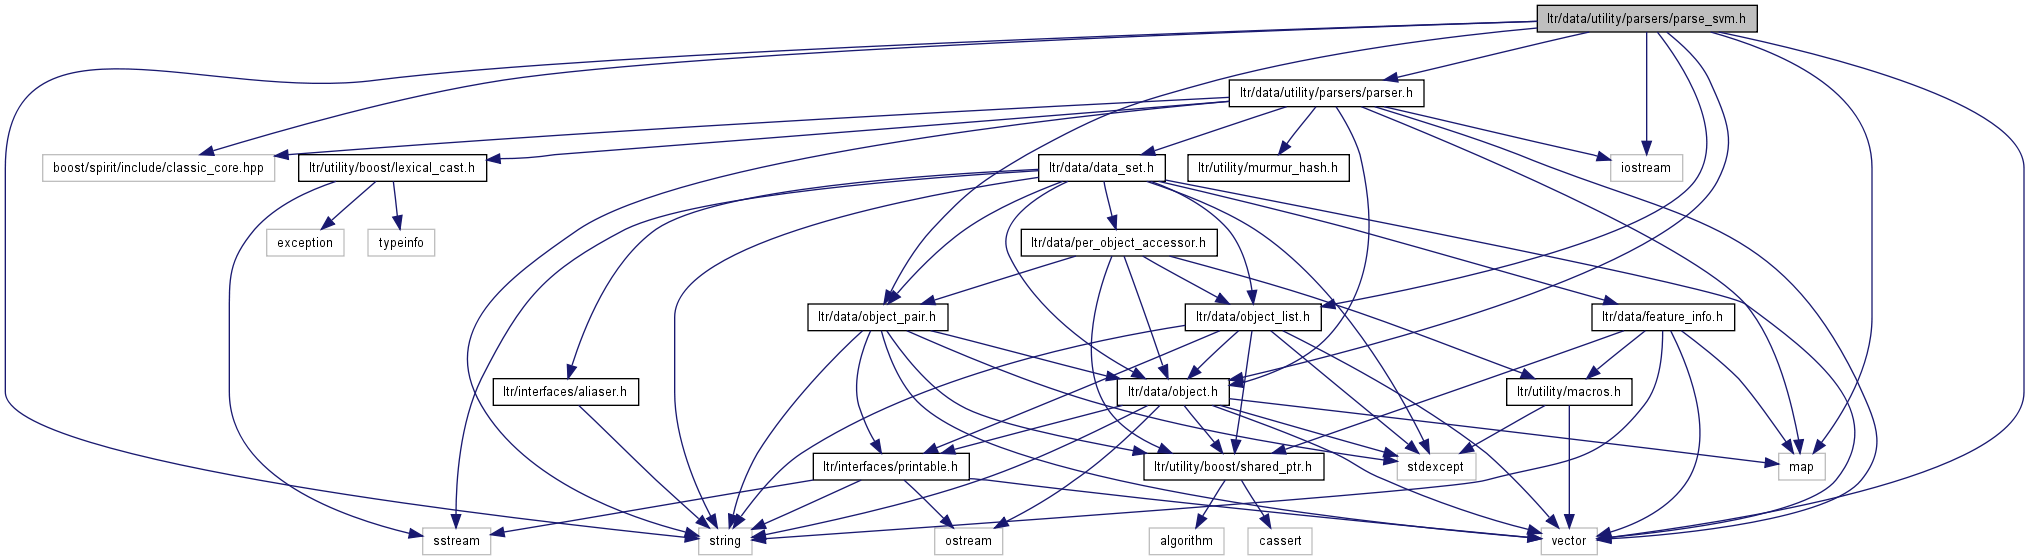 ltr/data/utility/parsers/parse_svm.h
ltr/data/utility/parsers/parser.h
boost/spirit/include/classic_core.hpp
ltr/utility/boost/lexical_cast.h
ltr/data/data_set.h
ltr/utility/murmur_hash.h
iostream
exception
typeinfo
ltr/data/per_object_accessor.h
ltr/data/object_pair.h
ltr/data/object_list.h
ltr/data/feature_info.h
ltr/interfaces/aliaser.h
ltr/data/object.h
ltr/utility/macros.h
ltr/interfaces/printable.h
ltr/utility/boost/shared_ptr.h
stdexcept
map
sstream
string
ostream
algorithm
cassert
vector